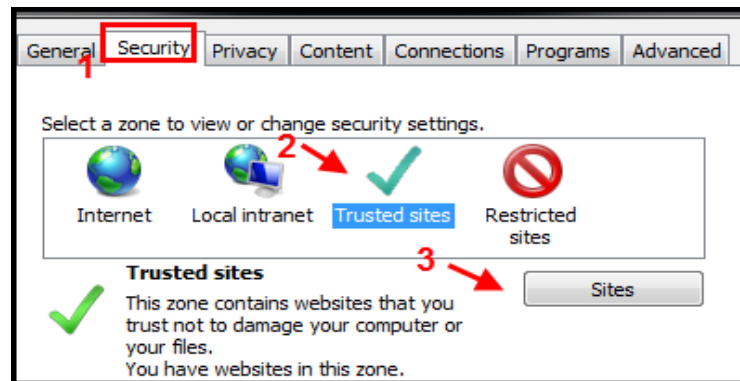 General Security Privacy Content Connections Programs Advanced
1
Select a zone to view or change security settings.
2
Internet Local intranet Trusted sites Restricted sites
3
Trusted sites
Sites
This zone contains websites that you
trust not to damage your computer or
your files.
You have websites in this zone.